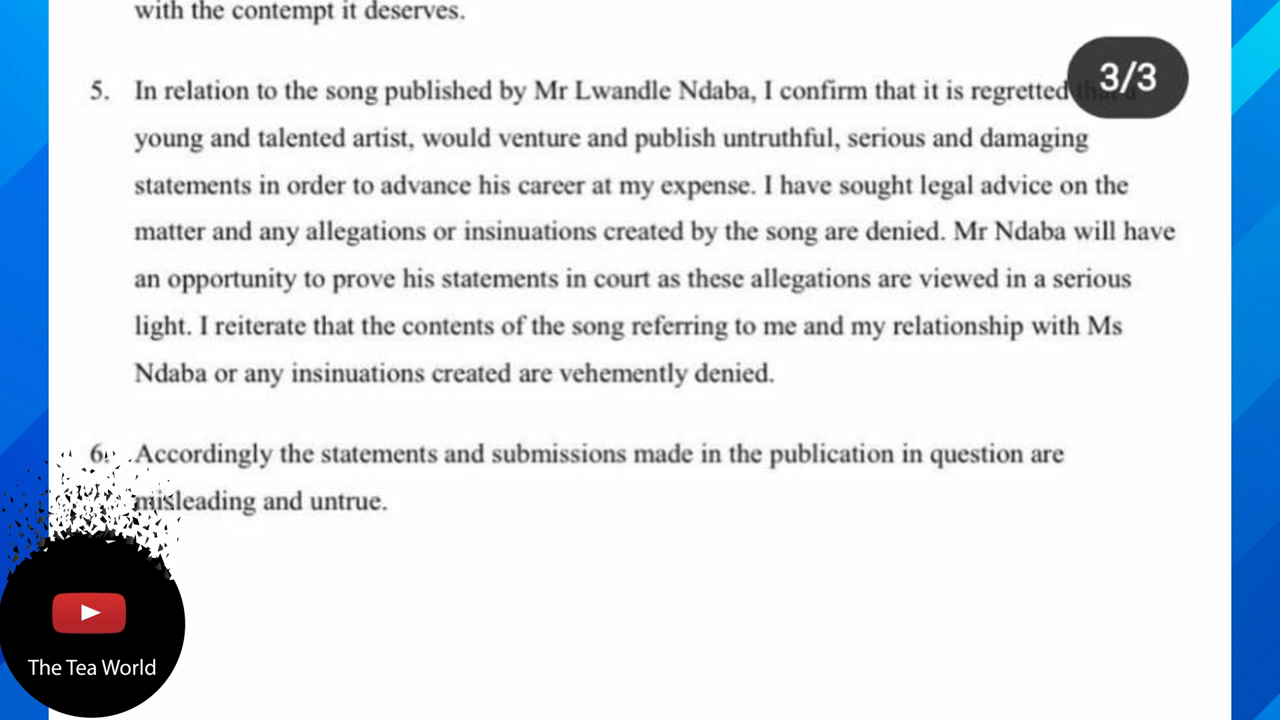 with the contempt it deserves.
3/3
5. In relation to the song published by Mr Lwandle Ndaba, I confirm that it is regretted that a
young and talented artist, would venture and publish untruthful, serious and damaging
statements in order to advance his career at my expense. I have sought legal advice on the
matter and any allegations or insinuations created by the song are denied. Mr Ndaba will have
an opportunity to prove his statements in court as these allegations are viewed in a serious
light. I reiterate that the contents of the song referring to me and my relationship with Ms
Ndaba or any insinuations created are vehemently denied.
6. Accordingly the statements and submissions made in the publication in question are
misleading and untrue.
The Tea World